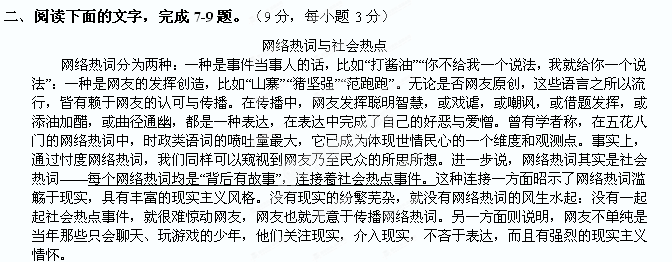 二、阅读下面的文字，完成 7-9 题。（9 分，每小题 3 分）
网络热词与社会热点
网络热词分为两种：一种是事件当事人的话，比如“打酱油”“你不给我一个说法，我就给你一个说
法”；一种是网友的发挥创造，比如“山寨”“猪坚强”“范跑跑”。无论是否网友原创，这些语言之所以流
行，皆有赖于网友的认可与传播。在传播中，网友发挥聪明智慧，或戏谑，或嘲讽，或借题发挥，或
添油加醋，或曲径通幽，都是一种表达，在表达中完成了自己的好恶与爱憎。曾有学者称，在五花八
门的网络热词中，时政类语词的喷吐量最大，它已成为体现世情民心的一个维度和观测点。事实上，
通过忖度网络热词，我们同样可以窥视到网友乃至民众的所思所想。进一步说，网络热词其实是社会
热词——每个网络热词均是“背后有故事”，连接着社会热点事件。这种连接一方面昭示了网络热词滥
觞于现实，具有丰富的现实主义风格。没有现实的纷繁芜杂，就没有网络热词的风生水起；没有一起
起社会热点事件，就很难惊动网友，网友也就无意于传播网络热词。另一方面则说明，网友不单纯是
当年那些只会聊天、玩游戏的少年，他们关注现实，介入现实，不吝于表达，而且有强烈的现实主义
情怀。